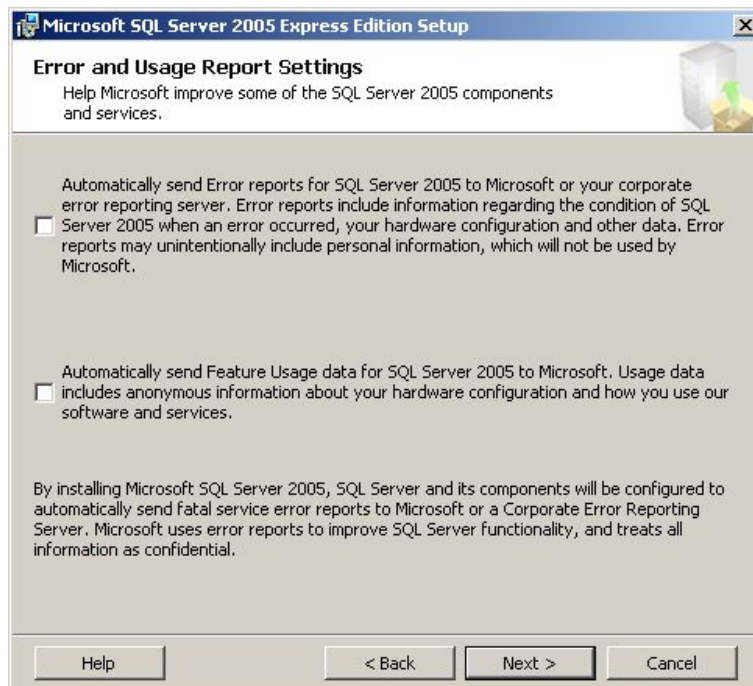 Microsoft SQL Server 2005 Express Edition Setup
Error and Usage Report Settings
Help Microsoft improve some of the SQL Server 2005 components
and services.
Automatically send Error reports for SQL Server 2005 to Microsoft or your corporate
error reporting server. Error reports include information regarding the condition of SQL
Server 2005 when an error occurred, your hardware configuration and other data. Error
reports may unintentionally include personal information, which will not be used by
Microsoft.
Automatically send Feature Usage data for SQL Server 2005 to Microsoft. Usage data
includes anonymous information about your hardware configuration and how you use our
software and services.
By installing Microsoft SQL Server 2005, SQL Server and its components will be configured to
automatically send fatal service error reports to Microsoft or a Corporate Error Reporting
Server. Microsoft uses error reports to improve SQL Server functionality, and treats all
information as confidential.
Help < Back Next > Cancel